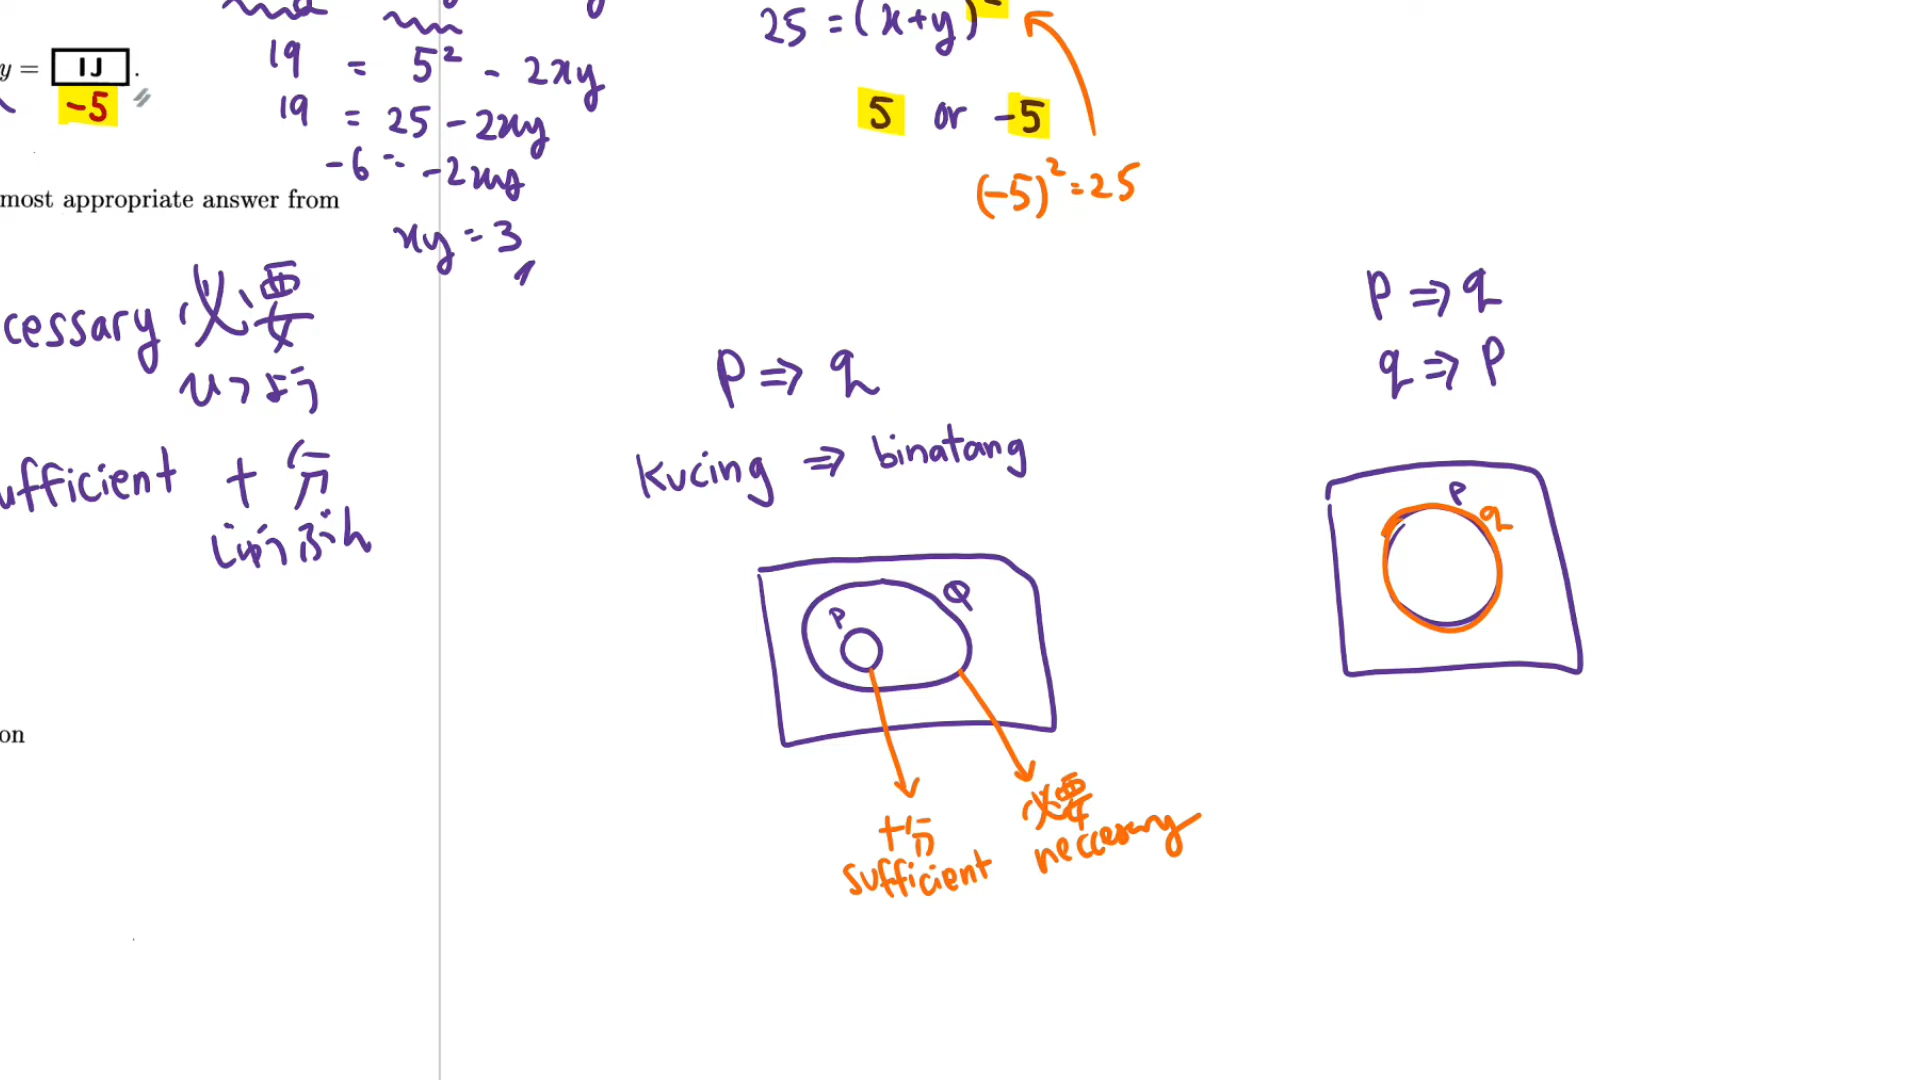 y = IJ .
-5
most appropriate answer from
cessary 必要
ひつよう
ufficient 十分
じゅうぶん
on
19 = 5² - 2xy
19 = 25 - 2xy
-6 = -2xy
xy = 3
25 = (x+y)
5 or -5
(-5)² = 25
p ⇒ q
kucing ⇒ binatang
P
Q
十分
sufficient
必要
neccesary
p ⇒ q
q ⇒ p
P
q